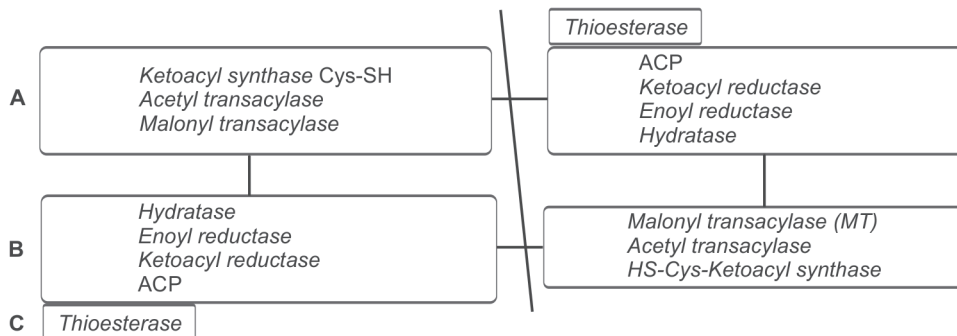 Thioesterase
A
Ketoacyl synthase Cys-SH
Acetyl transacylase
Malonyl transacylase
ACP
Ketoacyl reductase
Enoyl reductase
Hydratase
B
Hydratase
Enoyl reductase
Ketoacyl reductase
ACP
Malonyl transacylase (MT)
Acetyl transacylase
HS-Cys-Ketoacyl synthase
C
Thioesterase